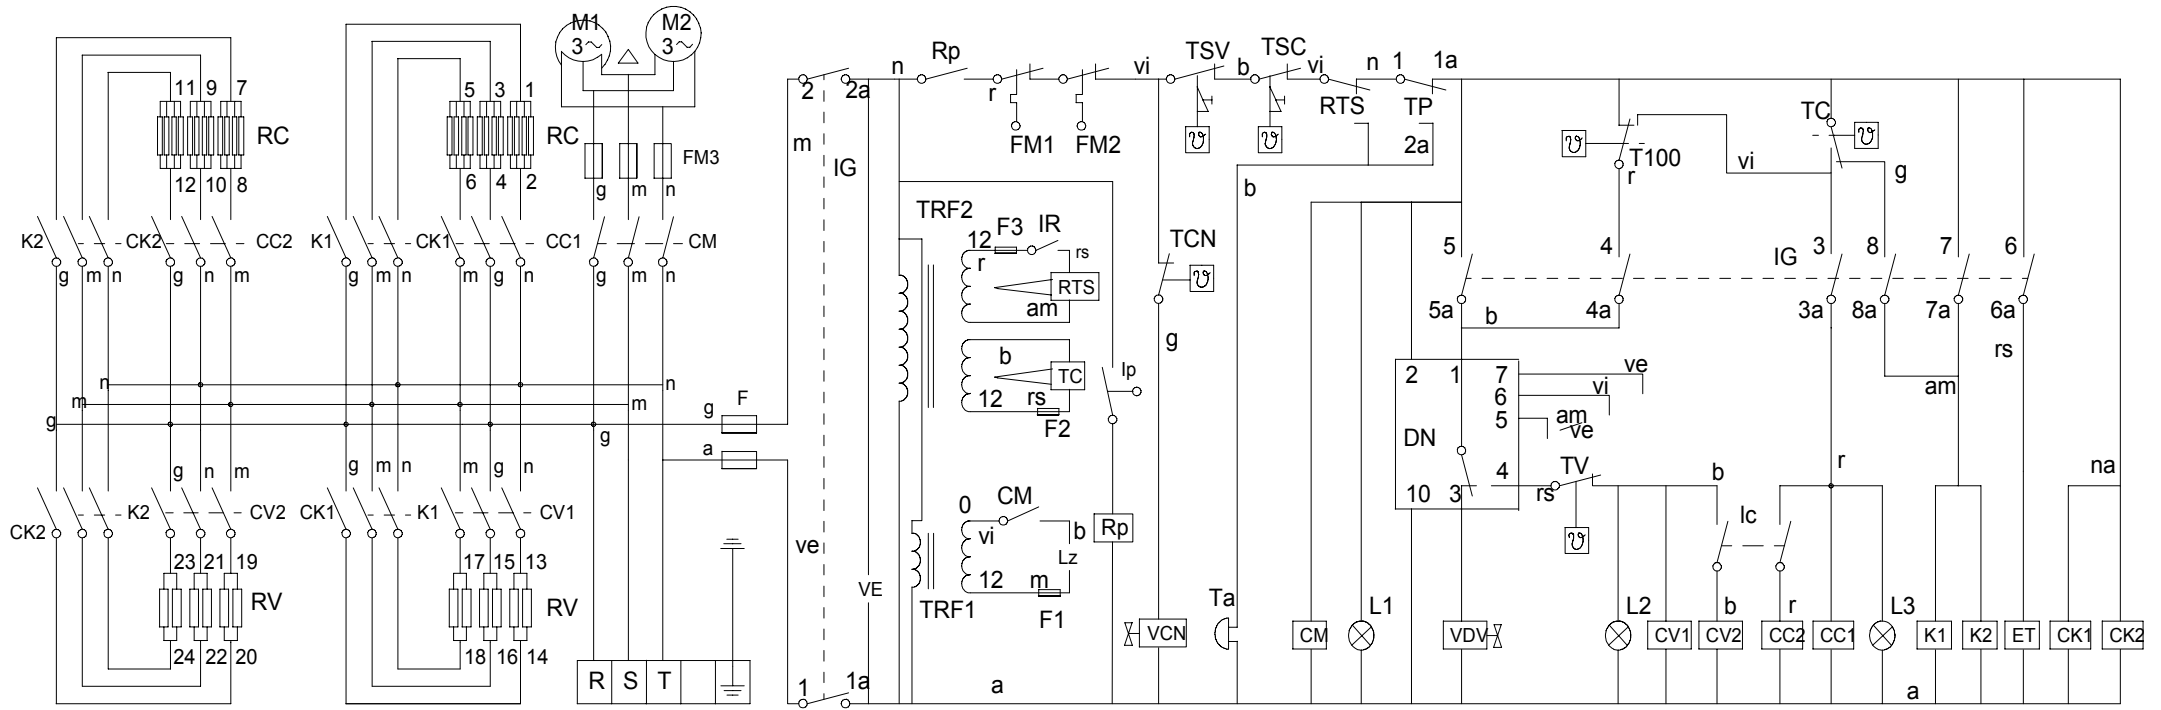 M1 M2
3 3
11 9 7 5 3 1
RC RC
12 10 8 6 4 2
FM3
g m n
K2 CK2 CC2 K1 CK1 CC1 CM
g m n g n m g m n m g n g m n
n n
m m
g g
g F
a
g n m g m n m g n
CK2 K2 CV2 CK1 K1 CV1
23 21 19 17 15 13
RV RV
24 22 20 18 16 14
R S T
2 2a
m
IG
ve
VE
1 1a
n Rp r FM1 FM2 vi TSV b TSC vi RTS n 1 1a
TP
2a
b
TRF2
12 F3 IR
r rs
RTS
am
b
TC
12 rs
F2
Ip
0 CM
vi b
Lz
12 m
TRF1 F1
Rp
a
TCN
g
VCN
Ta
ϑ ϑ ϑ
T100
r
vi
TC
ϑ ϑ
g
5 4 IG 3 8 7 6
5a 4a 3a 8a 7a 6a
b
rs
am
2 1 7 ve
6 vi
5 am
ve
DN
10 3 4
rs
TV
ϑ
b
Ic
r
na
L1 L2 b r L3
CM VDV CV1 CV2 CC2 CC1 K1 K2 ET CK1 CK2
a